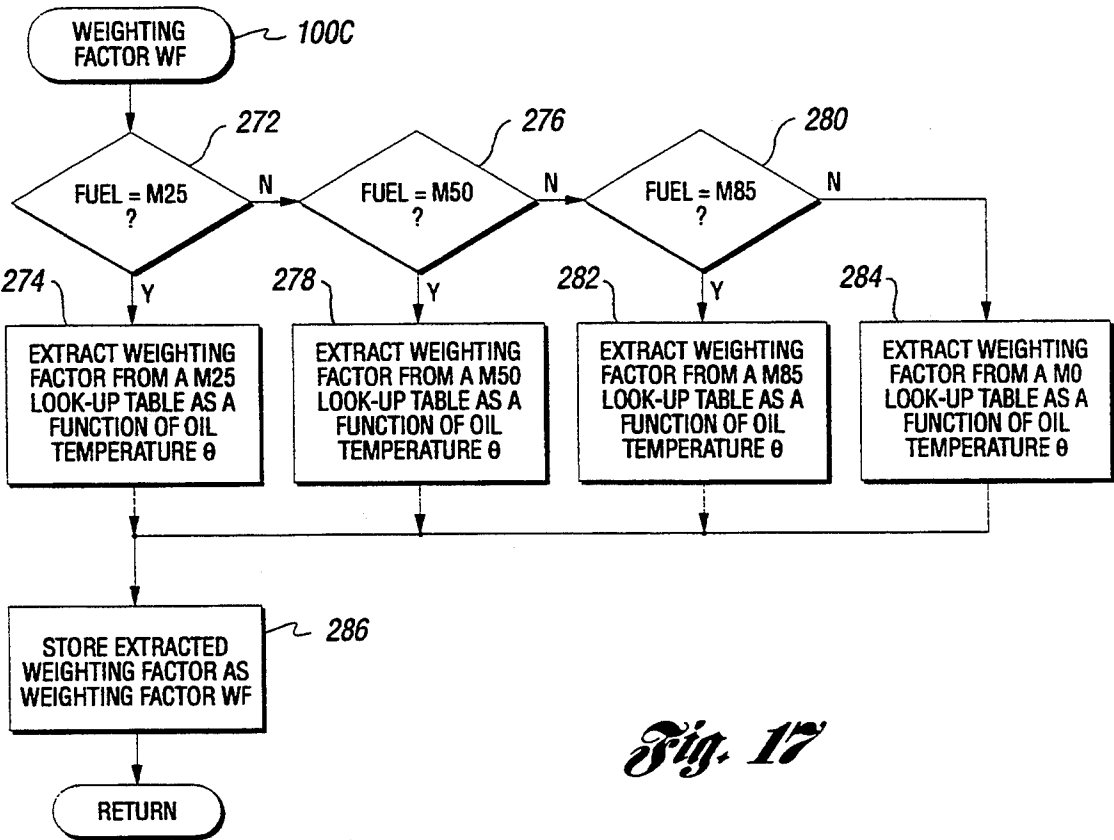 WEIGHTING
FACTOR WF
100C
272
276
280
FUEL = M25
?
N
FUEL = M50
?
N
FUEL = M85
?
N
274
Y
278
Y
282
Y
284
EXTRACT WEIGHTING
FACTOR FROM A M25
LOOK-UP TABLE AS A
FUNCTION OF OIL
TEMPERATURE θ
EXTRACT WEIGHTING
FACTOR FROM A M50
LOOK-UP TABLE AS A
FUNCTION OF OIL
TEMPERATURE θ
EXTRACT WEIGHTING
FACTOR FROM A M85
LOOK-UP TABLE AS A
FUNCTION OF OIL
TEMPERATURE θ
EXTRACT WEIGHTING
FACTOR FROM A M0
LOOK-UP TABLE AS A
FUNCTION OF OIL
TEMPERATURE θ
STORE EXTRACTED
WEIGHTING FACTOR AS
WEIGHTING FACTOR WF
286
RETURN
Fig. 17